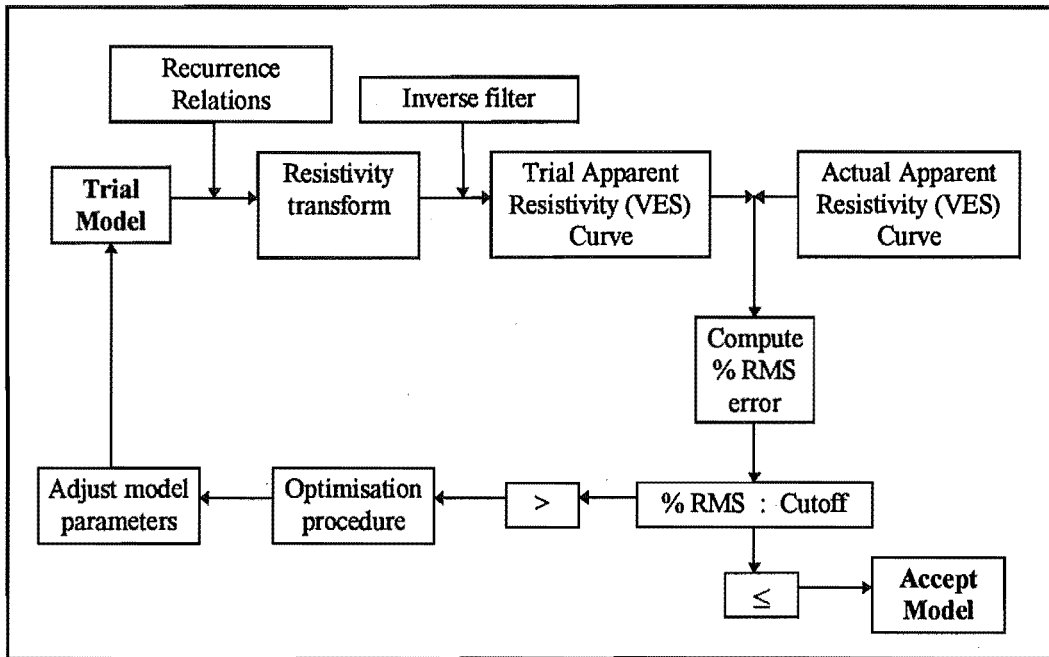 Recurrence
Relations
Inverse filter
Trial
Model
Resistivity
transform
Trial Apparent
Resistivity (VES)
Curve
Actual Apparent
Resistivity (VES)
Curve
Compute
% RMS
error
Adjust model
parameters
Optimisation
procedure
>
% RMS : Cutoff
≤
Accept
Model